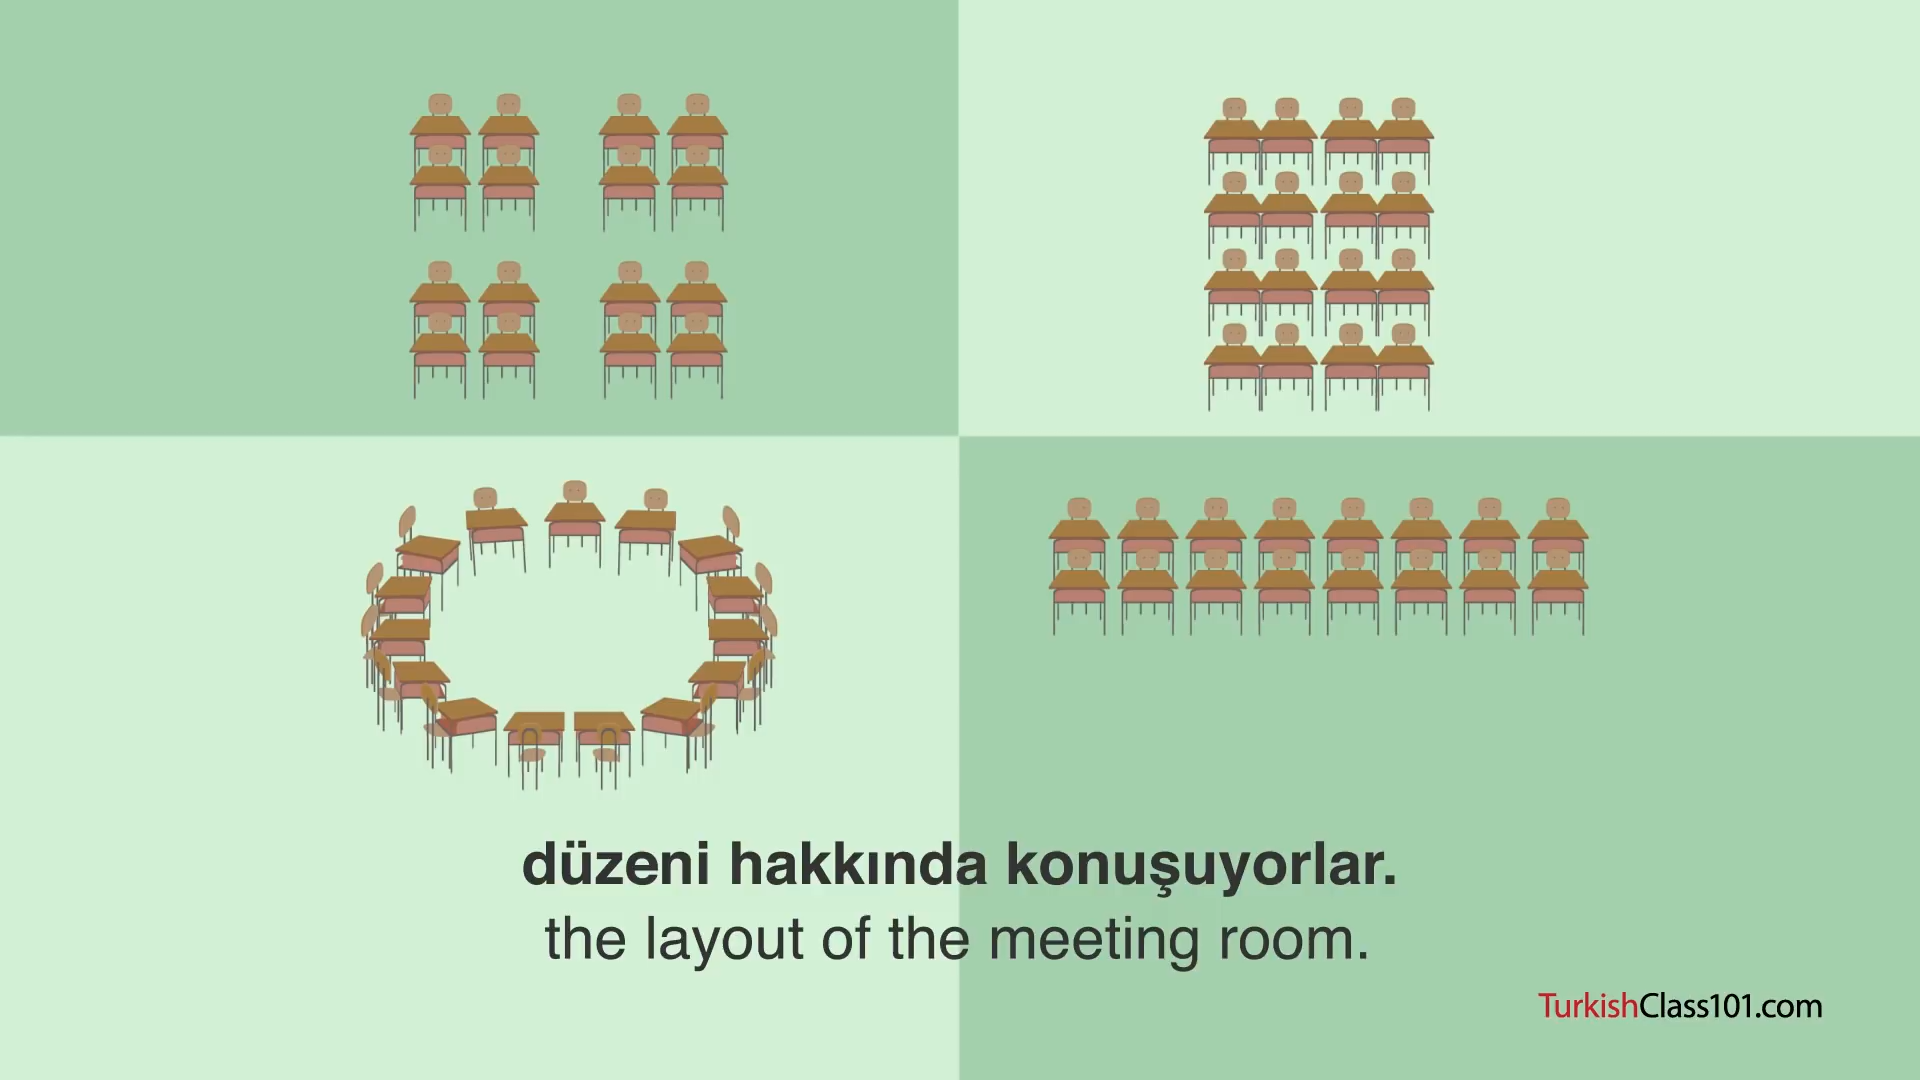 düzeni hakkında konuşuyorlar.
the layout of the meeting room.
TurkishClass101.com